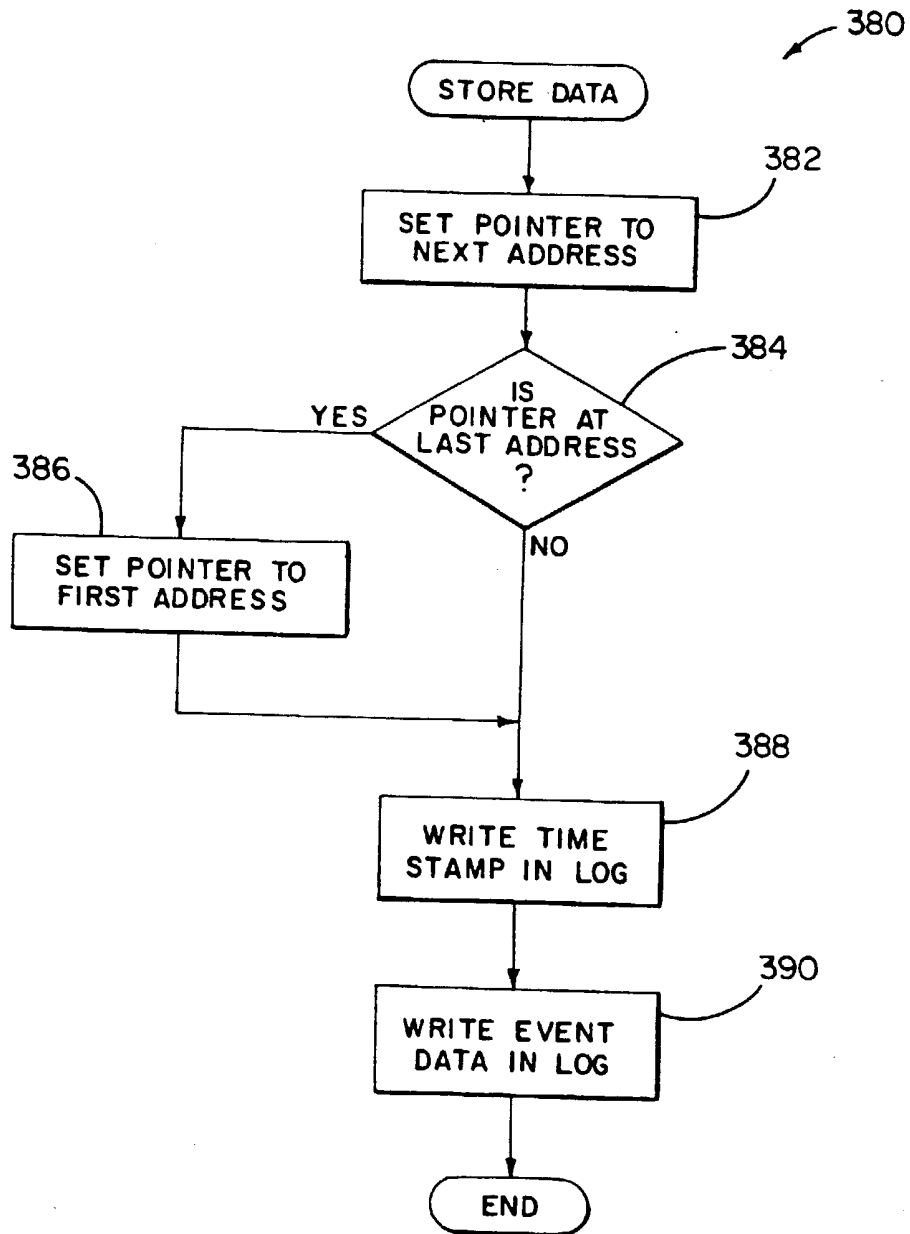 380
STORE DATA
382
SET POINTER TO
NEXT ADDRESS
384
IS
POINTER AT
LAST ADDRESS
?
YES
386
NO
SET POINTER TO
FIRST ADDRESS
388
WRITE TIME
STAMP IN LOG
390
WRITE EVENT
DATA IN LOG
END